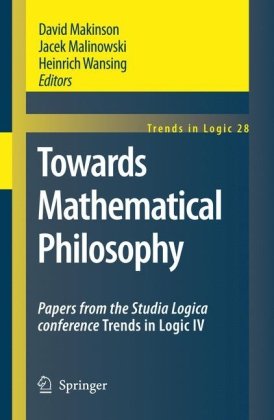 David Makinson
Jacek Malinowski
Heinrich Wansing
Editors
Trends in Logic 28
Towards
Mathematical
Philosophy
Papers from the Studia Logica
conference Trends in Logic IV
Springer